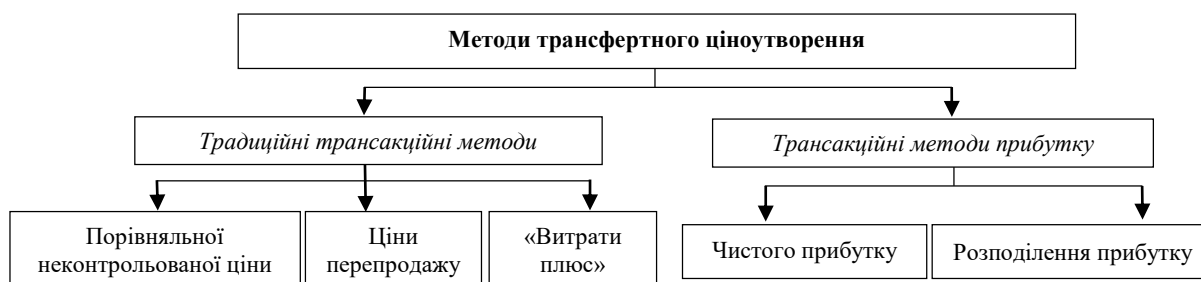 Методи трансфертного ціноутворення
Традиційні трансакційні методи
Трансакційні методи прибутку
Порівняльної
неконтрольованої ціни
Ціни
перепродажу
«Витрати
плюс»
Чистого прибутку
Розподілення прибутку